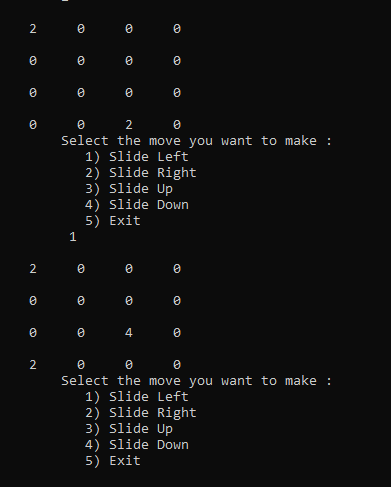 2 0 0 0
0 0 0 0
0 0 0 0
0 0 2 0
Select the move you want to make :
1) Slide Left
2) Slide Right
3) Slide Up
4) Slide Down
5) Exit
1
2 0 0 0
0 0 0 0
0 0 4 0
2 0 0 0
Select the move you want to make :
1) Slide Left
2) Slide Right
3) Slide Up
4) Slide Down
5) Exit